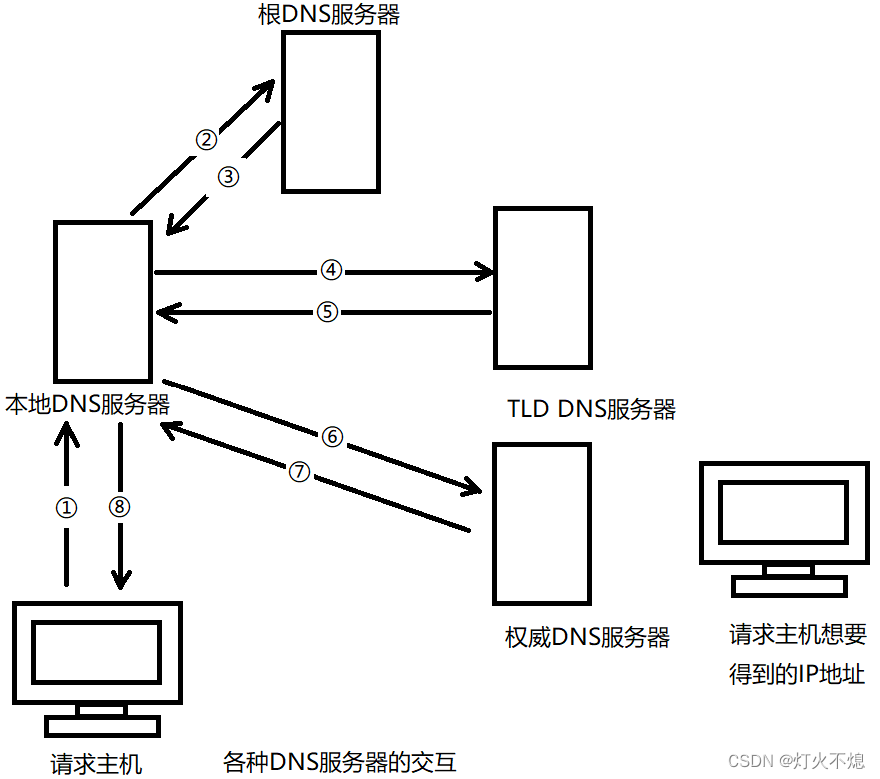 根DNS服务器
②
③
④
⑤
本地DNS服务器
TLD DNS服务器
⑥
⑦
①
⑧
权威DNS服务器
请求主机想要
得到的IP地址
请求主机
各种DNS服务器的交互
CSDN @灯火不熄